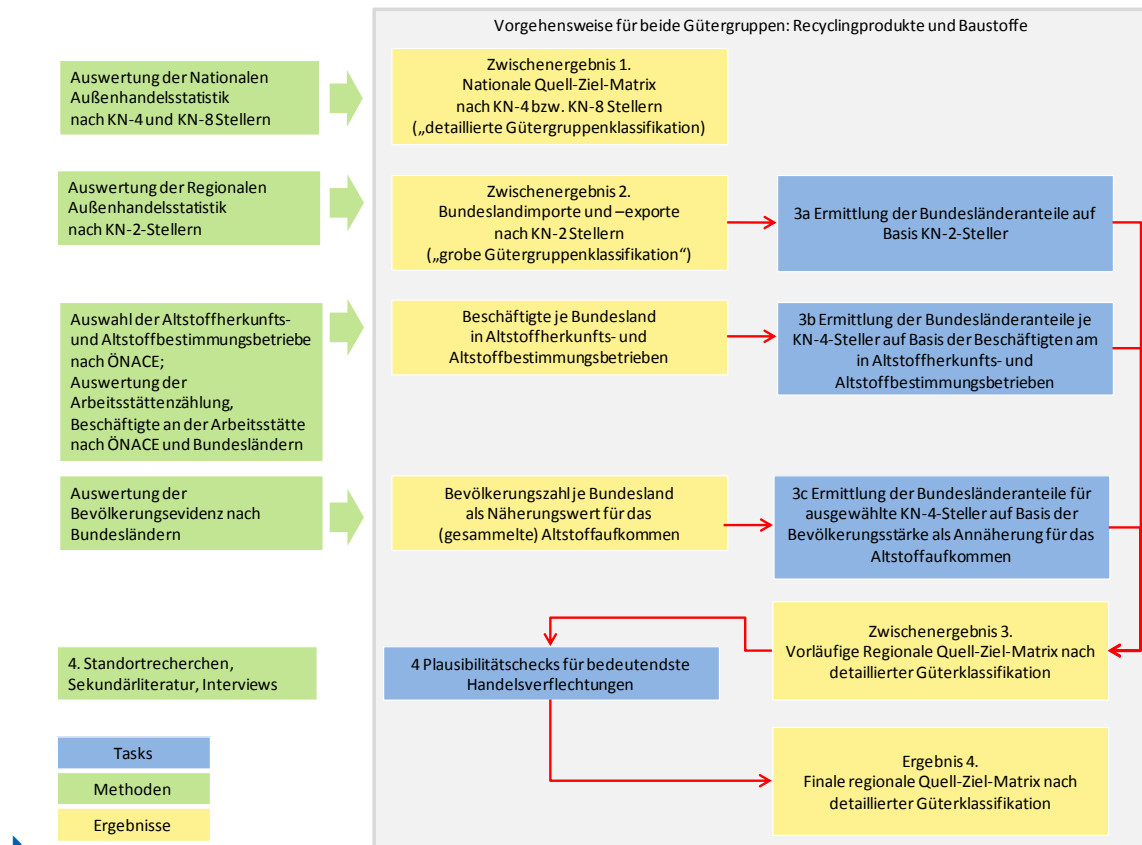 Vorgehensweise für beide Gütergruppen: Recyclingprodukte und Baustoffe
Auswertung der Nationalen
Außenhandelsstatistik
nach KN-4 und KN-8 Stellern
Zwischenergebnis 1.
Nationale Quell-Ziel-Matrix
nach KN-4 bzw. KN-8 Stellern
(„detaillierte Gütergruppenklassifikation)
Auswertung der Regionalen
Außenhandelsstatistik
nach KN-2-Stellern
Zwischenergebnis 2.
Bundeslandimporte und –exporte
nach KN-2 Stellern
(„grobe Gütergruppenklassifikation“)
3a Ermittlung der Bundesländeranteile auf
Basis KN-2-Steller
Auswahl der Altstoffherkunfts-
und Altstoffbestimmungsbetriebe
nach ÖNACE;
Auswertung der
Arbeitsstättenzählung,
Beschäftigte an der Arbeitsstätte
nach ÖNACE und Bundesländern
Beschäftigte je Bundesland
in Altstoffherkunfts- und
Altstoffbestimmungsbetrieben
3b Ermittlung der Bundesländeranteile je
KN-4-Steller auf Basis der Beschäftigten am
in Altstoffherkunfts- und
Altstoffbestimmungsbetrieben
Auswertung der
Bevölkerungsevidenz nach
Bundesländern
Bevölkerungszahl je Bundesland
als Näherungswert für das
(gesammelte) Altstoffaufkommen
3c Ermittlung der Bundesländeranteile für
ausgewählte KN-4-Steller auf Basis der
Bevölkerungsstärke als Annäherung für das
Altstoffaufkommen
Zwischenergebnis 3.
Vorläufige Regionale Quell-Ziel-Matrix nach
detaillierter Güterklassifikation
4. Standortrecherchen,
Sekundärliteratur, Interviews
4 Plausibilitätschecks für bedeutendste
Handelsverflechtungen
Ergebnis 4.
Finale regionale Quell-Ziel-Matrix nach
detaillierter Güterklassifikation
Tasks
Methoden
Ergebnisse